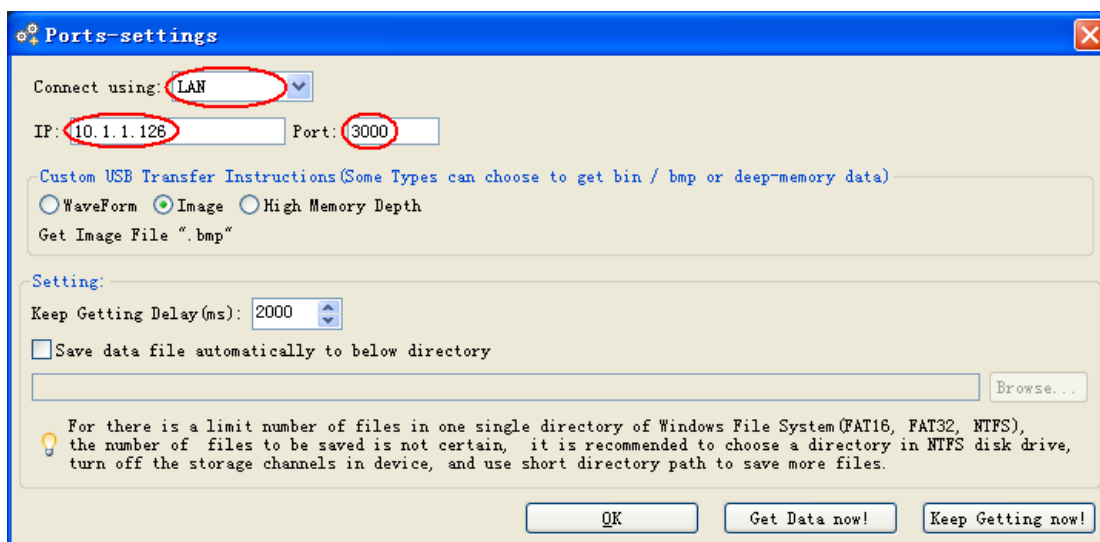 Ports-settings
Connect using: LAN
IP: 10.1.1.126 Port: 3000
Custom USB Transfer Instructions(Some Types can choose to get bin / bmp or deep-memory data)
WaveForm Image High Memory Depth
Get Image File ".bmp"
Setting:
Keep Getting Delay(ms): 2000
Save data file automatically to below directory
Browse...
For there is a limit number of files in one single directory of Windows File System(FAT16, FAT32, NTFS),
the number of files to be saved is not certain, it is recommended to choose a directory in NTFS disk drive,
turn off the storage channels in device, and use short directory path to save more files.
OK Get Data now! Keep Getting now!